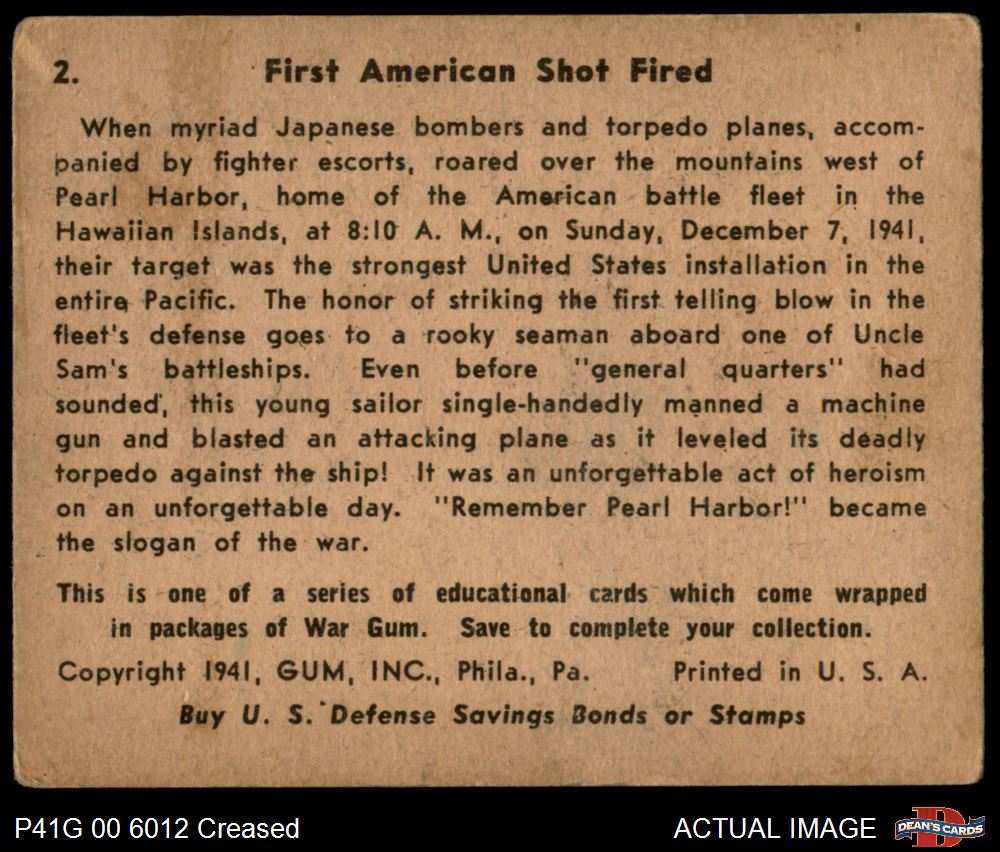 2. First American Shot Fired
When myriad Japanese bombers and torpedo planes, accom-
panied by fighter escorts, roared over the mountains west of
Pearl Harbor, home of the American battle fleet in the
Hawaiian Islands, at 8:10 A. M., on Sunday, December 7, 1941,
their target was the strongest United States installation in the
entire Pacific. The honor of striking the first telling blow in the
fleet's defense goes to a rooky seaman aboard one of Uncle
Sam's battleships. Even before "general quarters" had
sounded, this young sailor single-handedly manned a machine
gun and blasted an attacking plane as it leveled its deadly
torpedo against the ship! It was an unforgettable act of heroism
on an unforgettable day. "Remember Pearl Harbor!" became
the slogan of the war.
This is one of a series of educational cards which come wrapped
in packages of War Gum. Save to complete your collection.
Copyright 1941, GUM, INC., Phila., Pa. Printed in U. S. A.
Buy U. S. Defense Savings Bonds or Stamps
P41G 00 6012 Creased ACTUAL IMAGE D DEAN'S CARDS